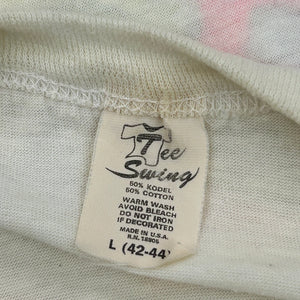 Tee
Swing
50% KODEL
50% COTTON
WARM WASH
AVOID BLEACH
DO NOT IRON
IF DECORATED
MADE IN U.S.A.
R.N. 18805
L (42-44)